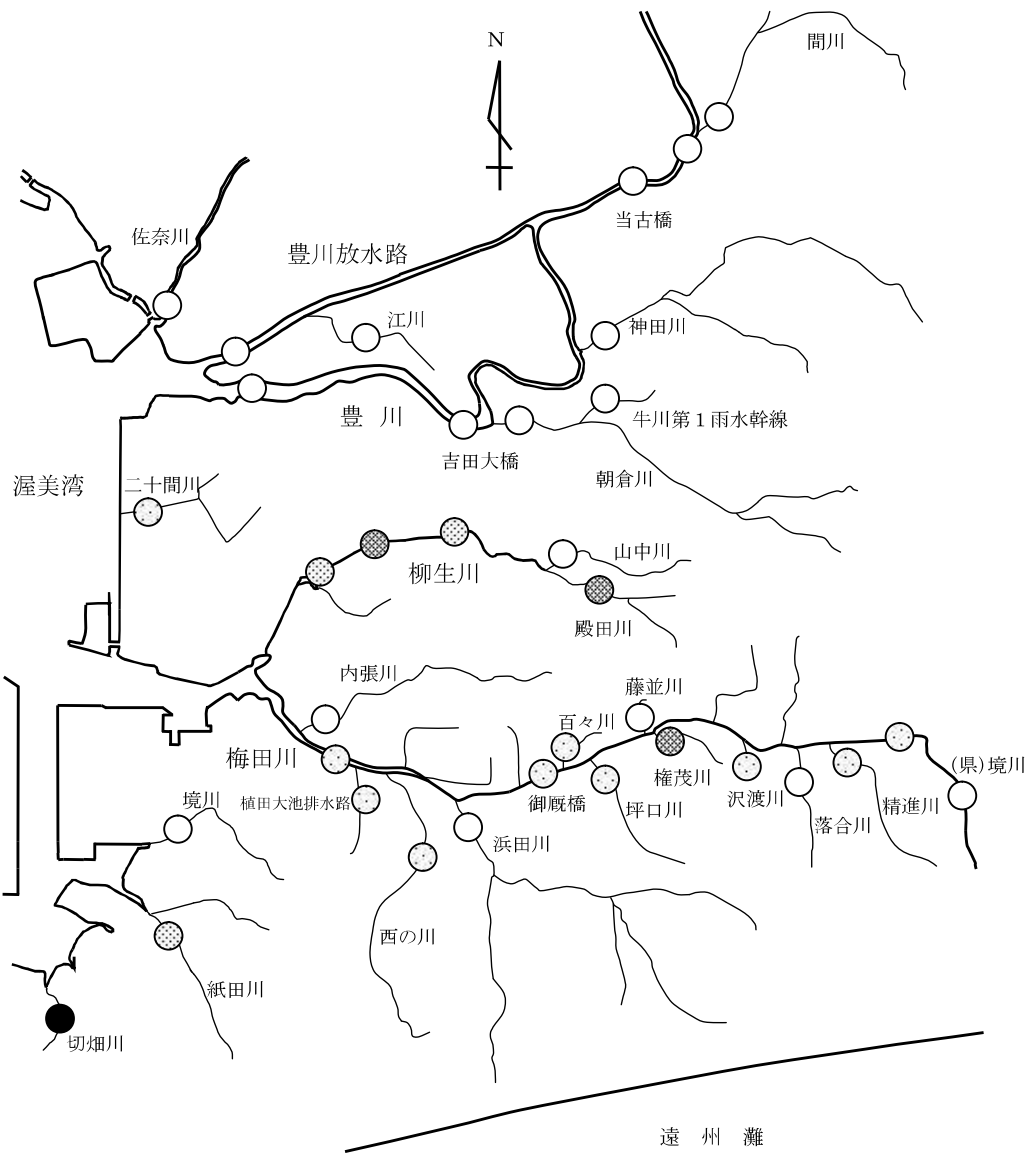 N
間川
当古橋
佐奈川
豊川放水路
江川
神田川
豊 川
牛川第1雨水幹線
吉田大橋
朝倉川
渥美湾
二十間川
山中川
柳生川
殿田川
内張川
藤並川
百々川
梅田川
権茂川
(県)境川
境川
植田大池排水路
御厩橋
坪口川
沢渡川
落合川
精進川
浜田川
西の川
紙田川
切畑川
遠 州 灘